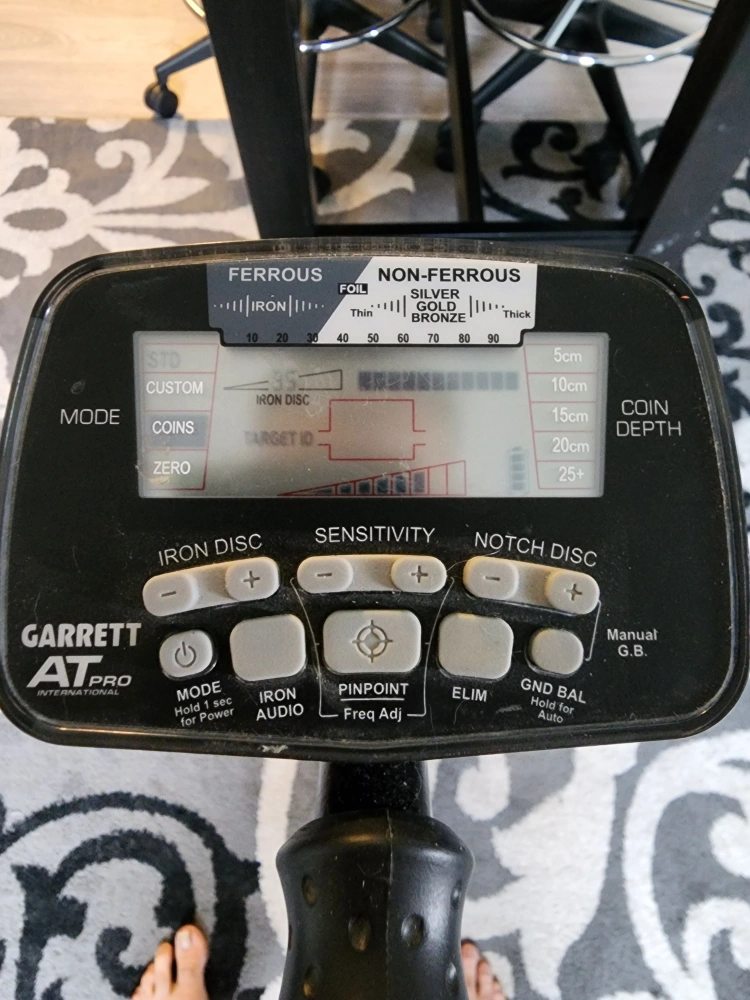 FERROUS
NON-FERROUS
FOIL
IRON
Thin
SILVER
GOLD
BRONZE
Thick
10 20 30 40 50 60 70 80 90
STD
CUSTOM
COINS
ZERO
MODE
35
IRON DISC
TARGET ID
5cm
10cm
15cm
20cm
25+
COIN
DEPTH
IRON DISC
SENSITIVITY
NOTCH DISC
- +
- +
- +
GARRETT
AT PRO
INTERNATIONAL
MODE
Hold 1 sec
for Power
IRON
AUDIO
PINPOINT
Freq Adj
ELIM
GND BAL
Hold for
Auto
Manual
G.B.